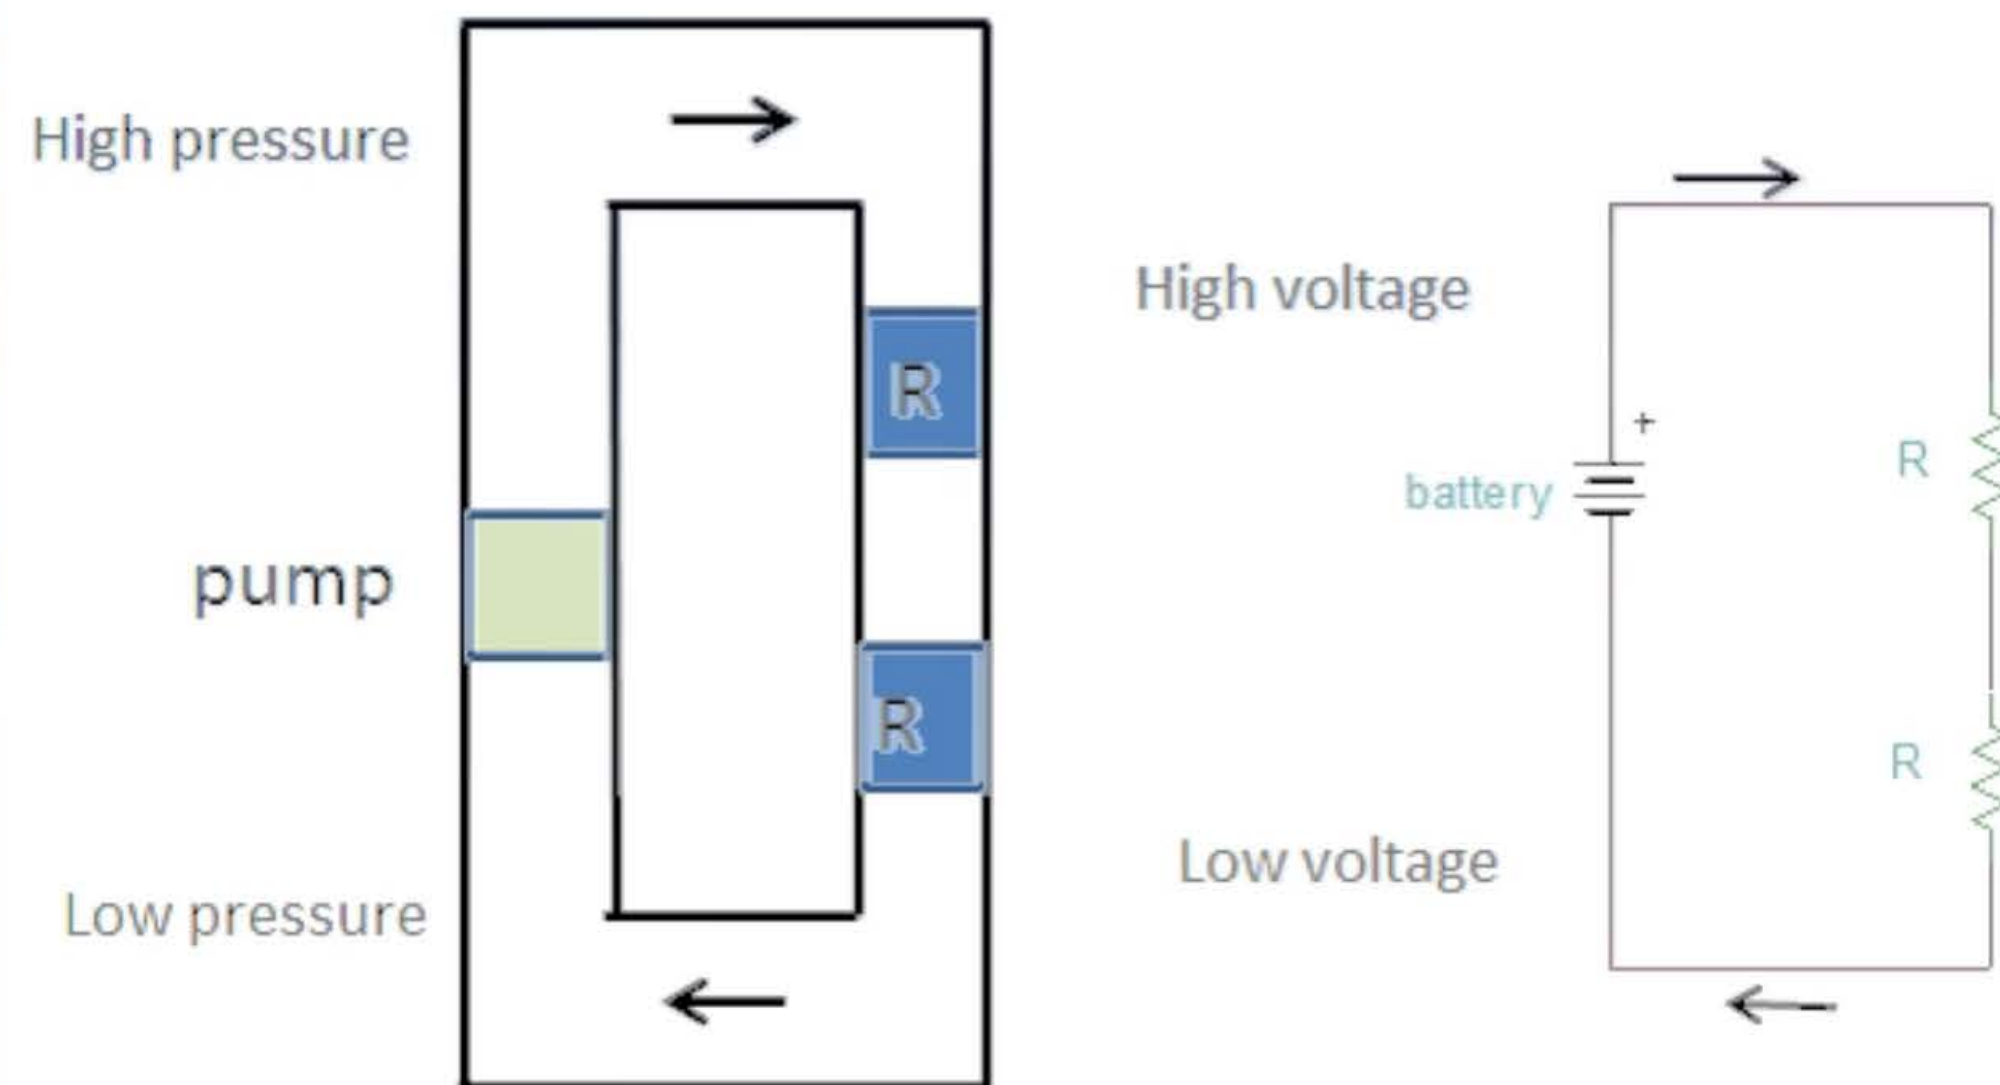 High pressure
R
pump
R
Low pressure
High voltage
+
battery
R
R
Low voltage